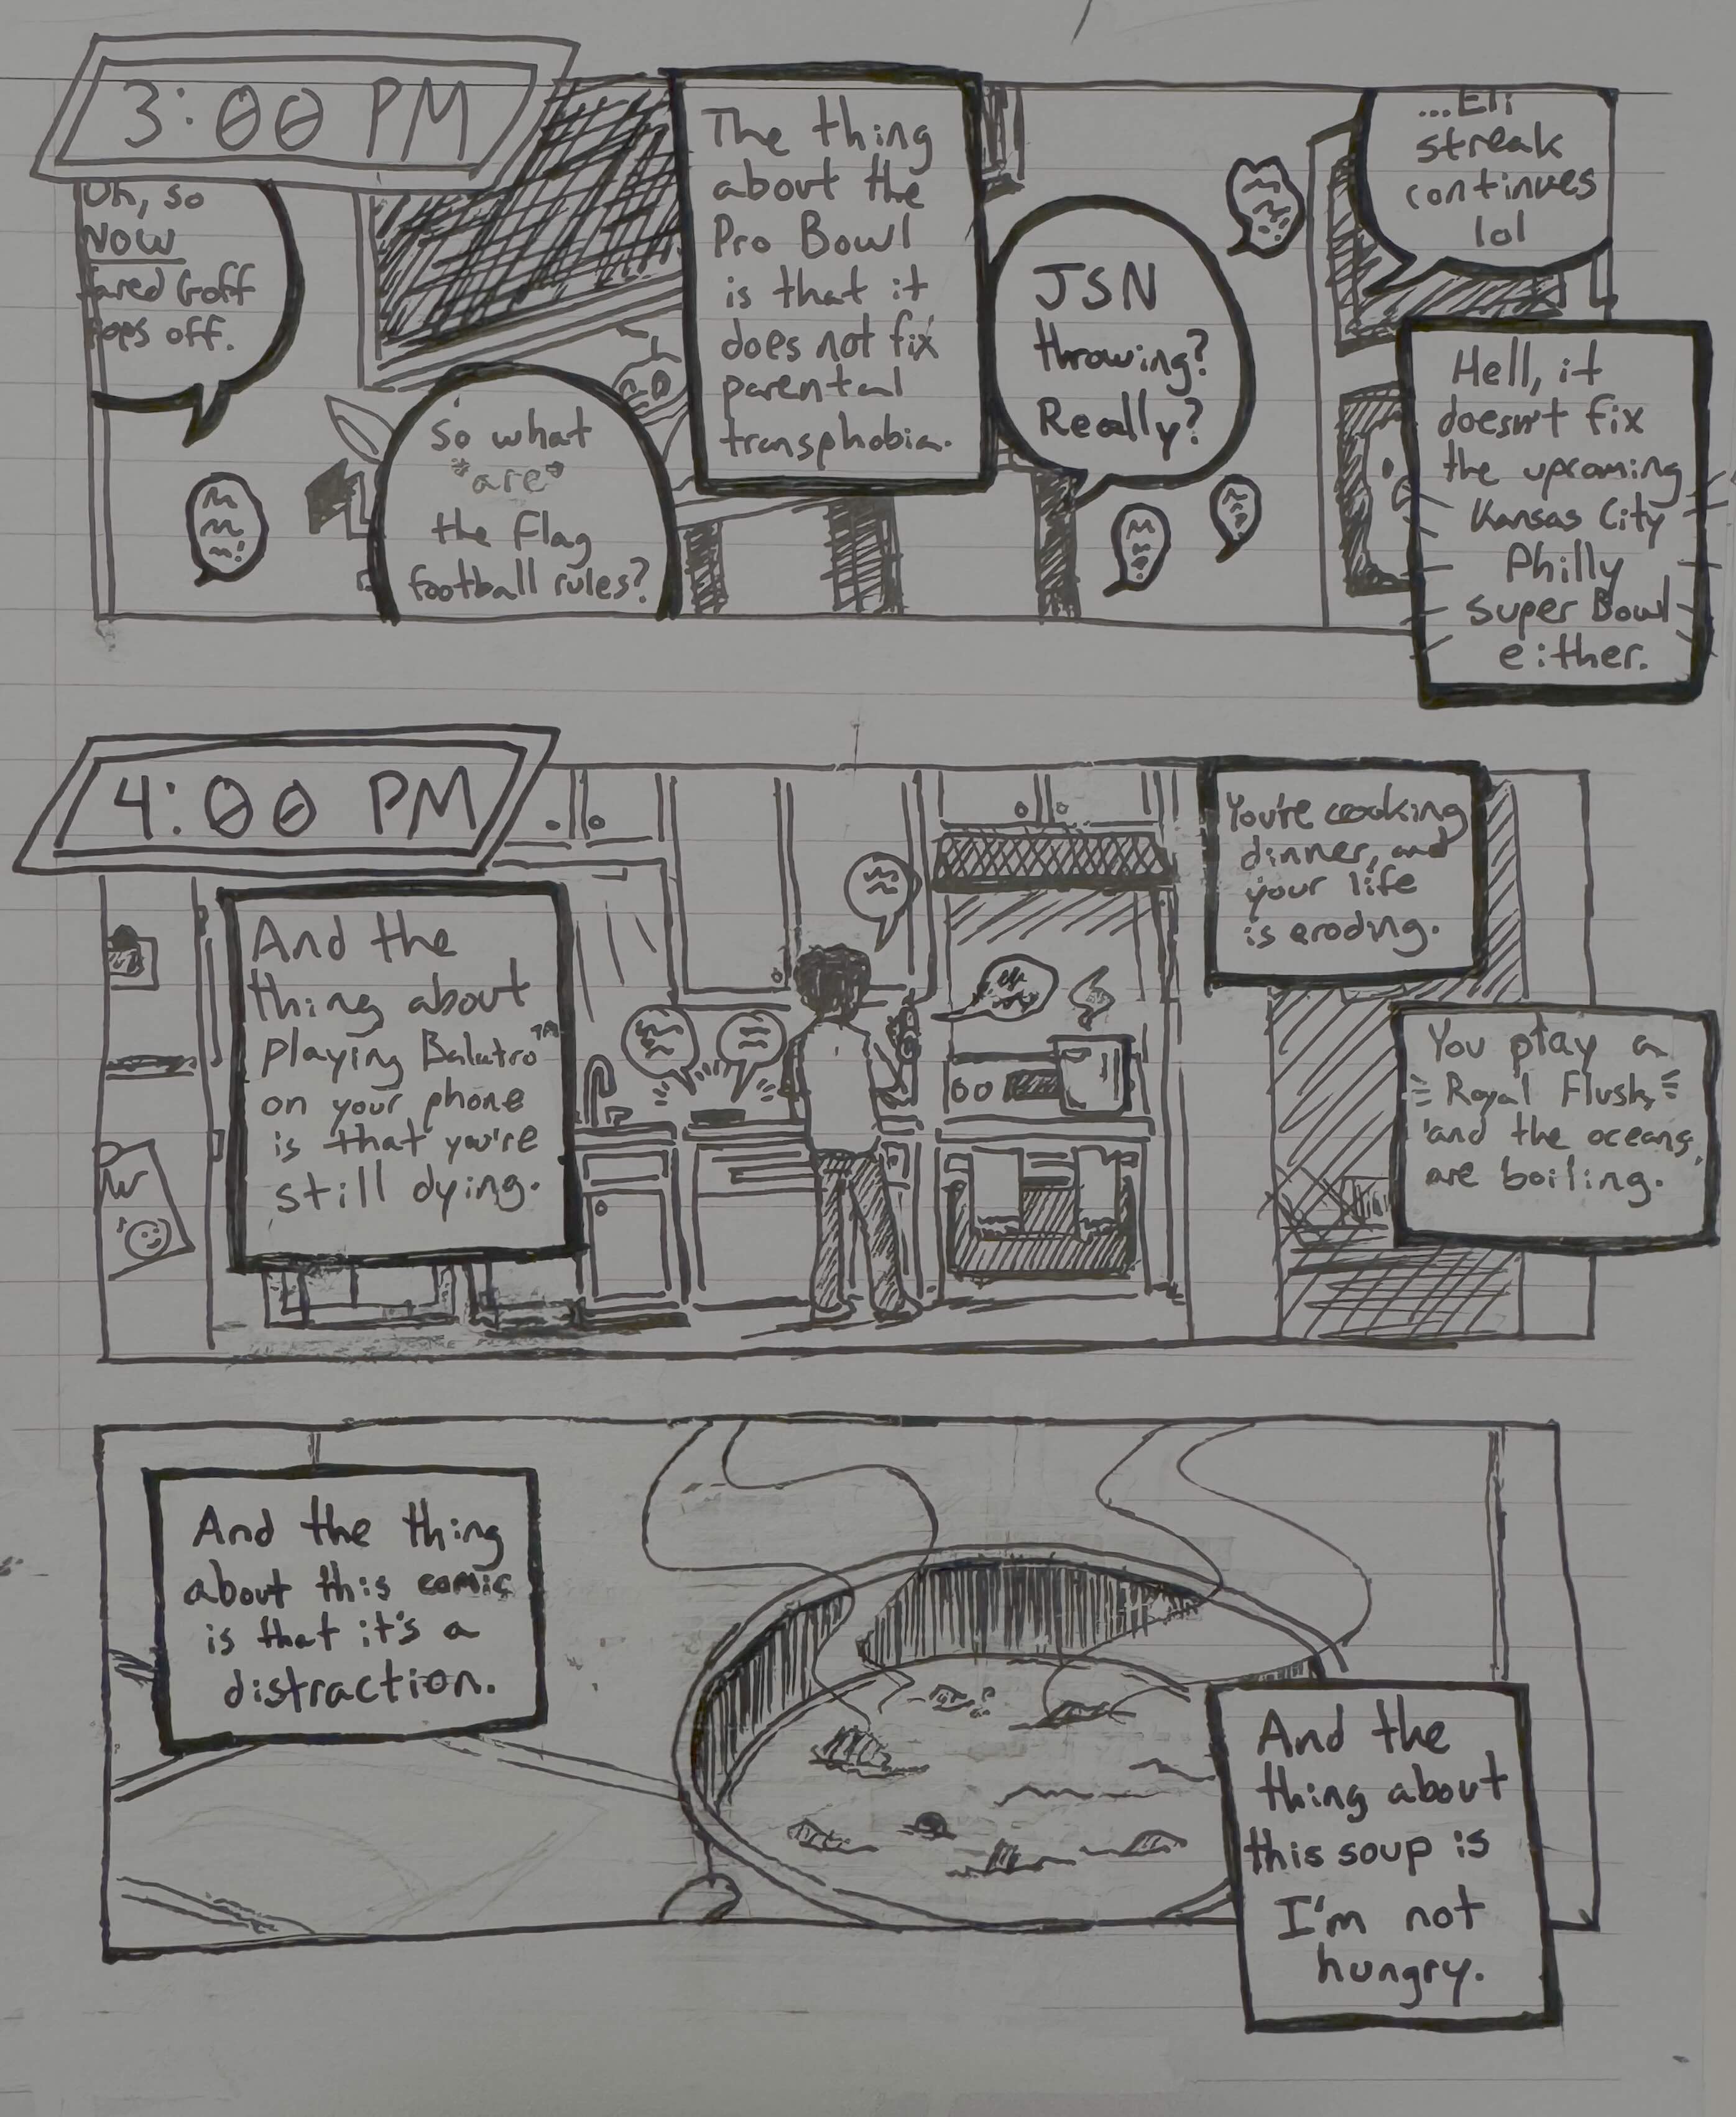 3:00 PM
Uh, so
NOW
Jared Goff
pops off.
So what
*are*
the flag
football rules?
The thing
about the
Pro Bowl
is that it
does not fix
parental
transphobia.
JSN
throwing?
Really?
...Eli
streak
continues
lol
Hell, it
doesn't fix
the upcoming
Kansas City
Philly
Super Bowl
either.
4:00 PM
And the
thing about
playing Balatro™
on your phone
is that you're
still dying.
W
You're cooking
dinner, and
your life
is eroding.
You play a
Royal Flush,
and the oceans
are boiling.
And the thing
about this comic
is that it's a
distraction.
And the
thing about
this soup is
I'm not
hungry.